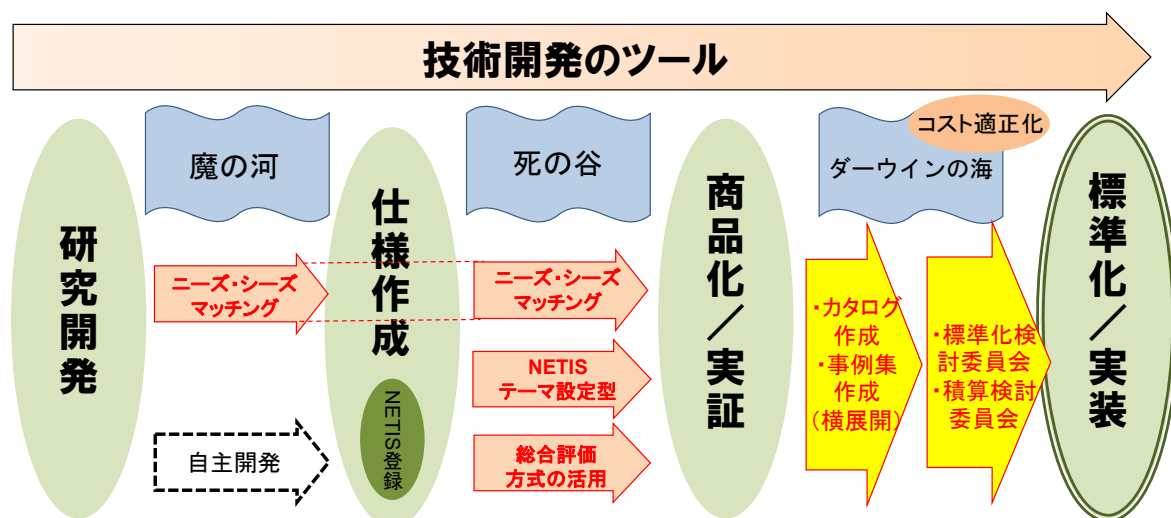 技術開発のツール
研究開発
魔の河
ニーズ・シーズ
マッチング
自主開発
仕様作成
NETIS登録
死の谷
ニーズ・シーズ
マッチング
NETIS
テーマ設定型
総合評価
方式の活用
商品化／実証
コスト適正化
ダーウインの海
・カタログ
作成
・事例集
作成
(横展開)
・標準化検
討委員会
・積算検討
委員会
標準化／実装